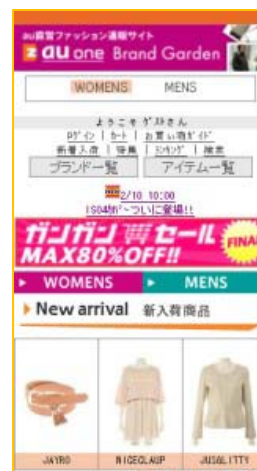 au直営ファッション通販サイト
au one Brand Garden
WOMENS MENS
ようこそ ゲストさん
ログイン | カート | お買い物ガイド
新着入荷 | 特集 | ランキング | 検索
ブランド一覧 アイテム一覧
2/10 10:00
ついに登場!!
ガンガン セール FINAL
MAX80%OFF!!
WOMENS MENS
New arrival 新入荷商品
JAYRO NICECLAUP JUSGLITTY